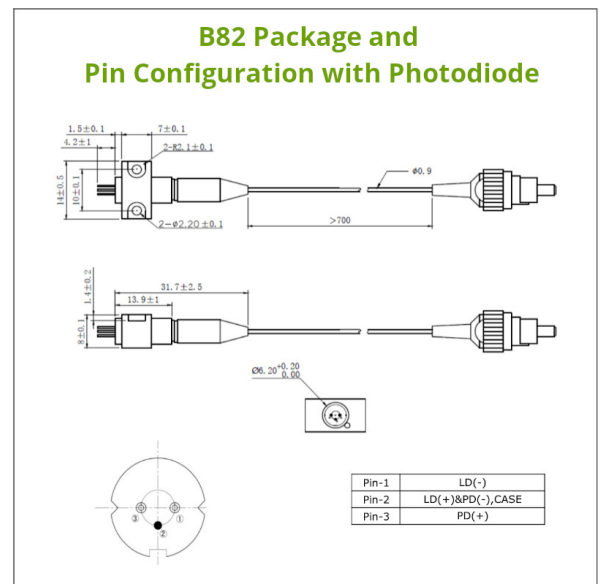 B82 Package and
Pin Configuration with Photodiode
1.5±0.1
7±0.1
4.2±1
2-R2.1±0.1
14±0.5
10±0.1
ø0.9
2-ø2.20±0.1
>700
1.4±0.2
31.7±2.5
13.9±1
8±0.1
Ø6.20 +0.20 0.00
Pin-1 LD(-)
Pin-2 LD(+)&PD(-),CASE
Pin-3 PD(+)
③ ①
②